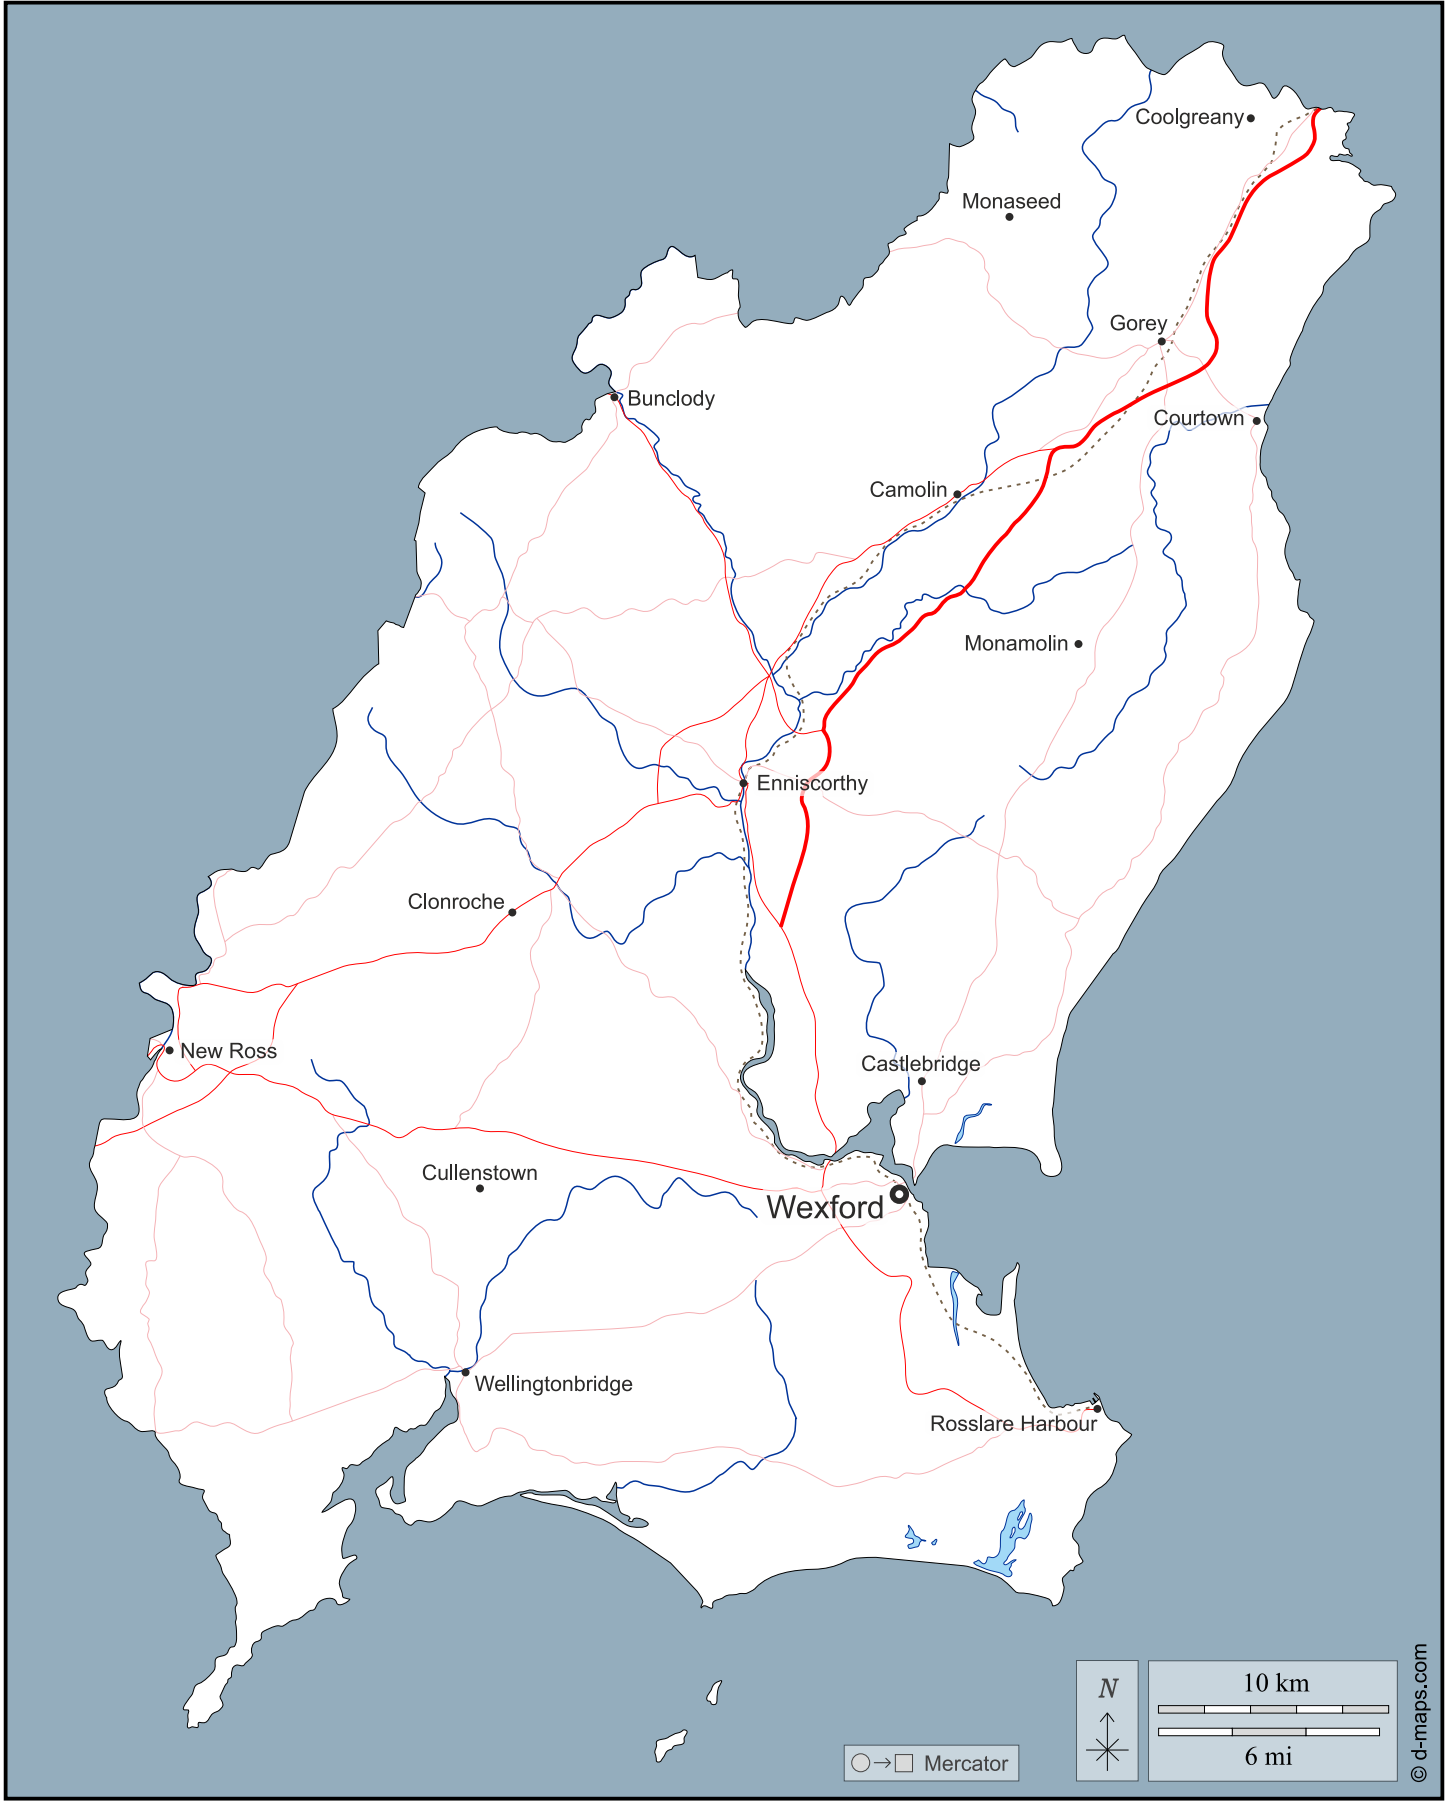 Coolgreany
Monaseed
Gorey
Bunclody
Courtown
Camolin
Monamolin
Enniscorthy
Clonroche
New Ross
Castlebridge
Cullenstown
Wexford
Wellingtonbridge
Rosslare Harbour
N
10 km
6 mi
Mercator
© d-maps.com